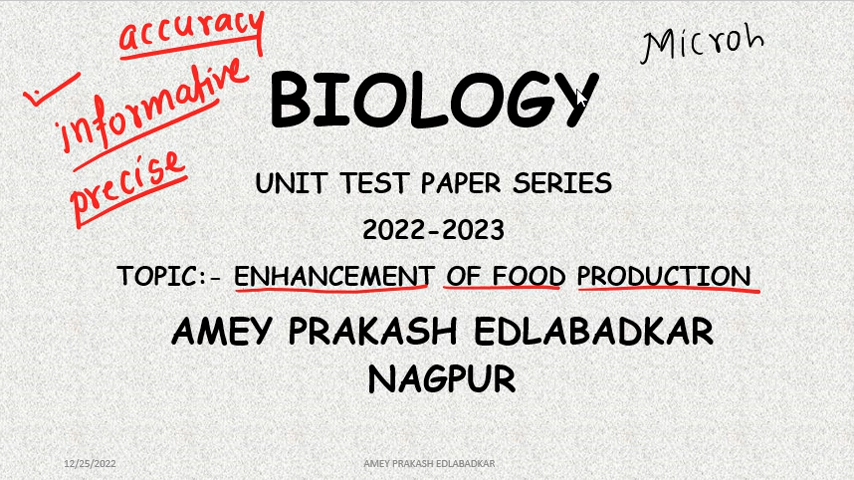 accuracy
Microh
informative
BIOLOGY
precise
UNIT TEST PAPER SERIES
2022-2023
TOPIC:- ENHANCEMENT OF FOOD PRODUCTION
AMEY PRAKASH EDLABADKAR
NAGPUR
12/25/2022
AMEY PRAKASH EDLABADKAR